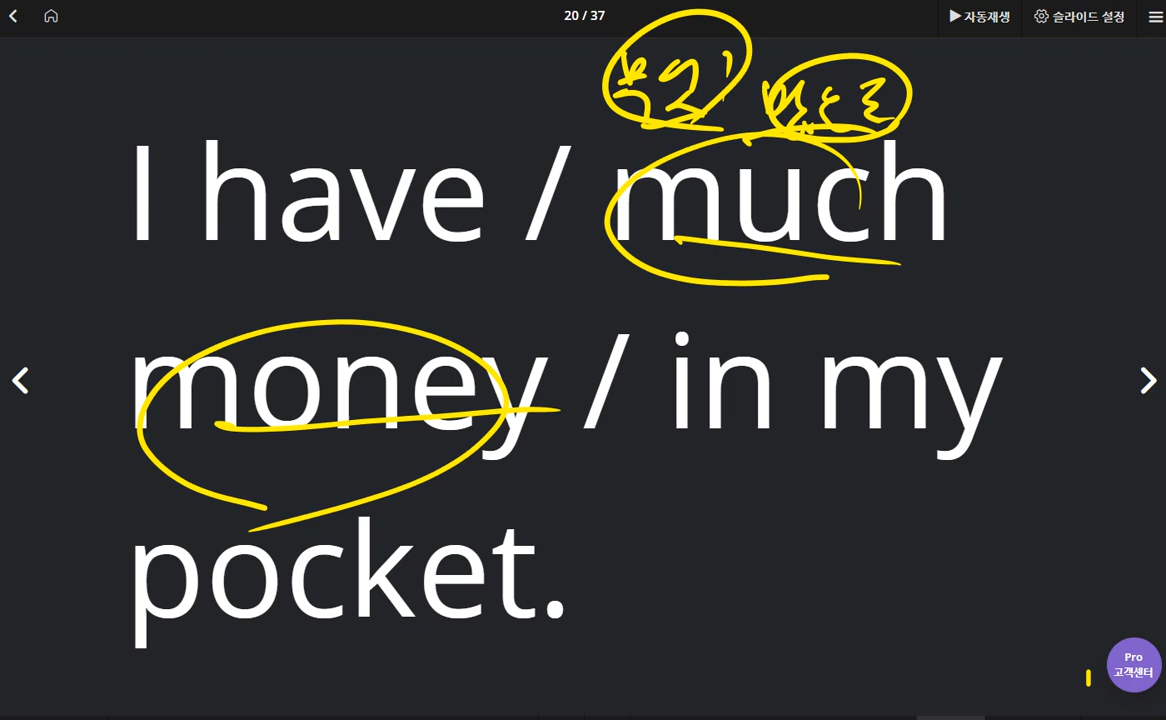 20 / 37
▶자동재생
슬라이드 설정
I have / much
money / in my
pocket.
Pro
고객센터